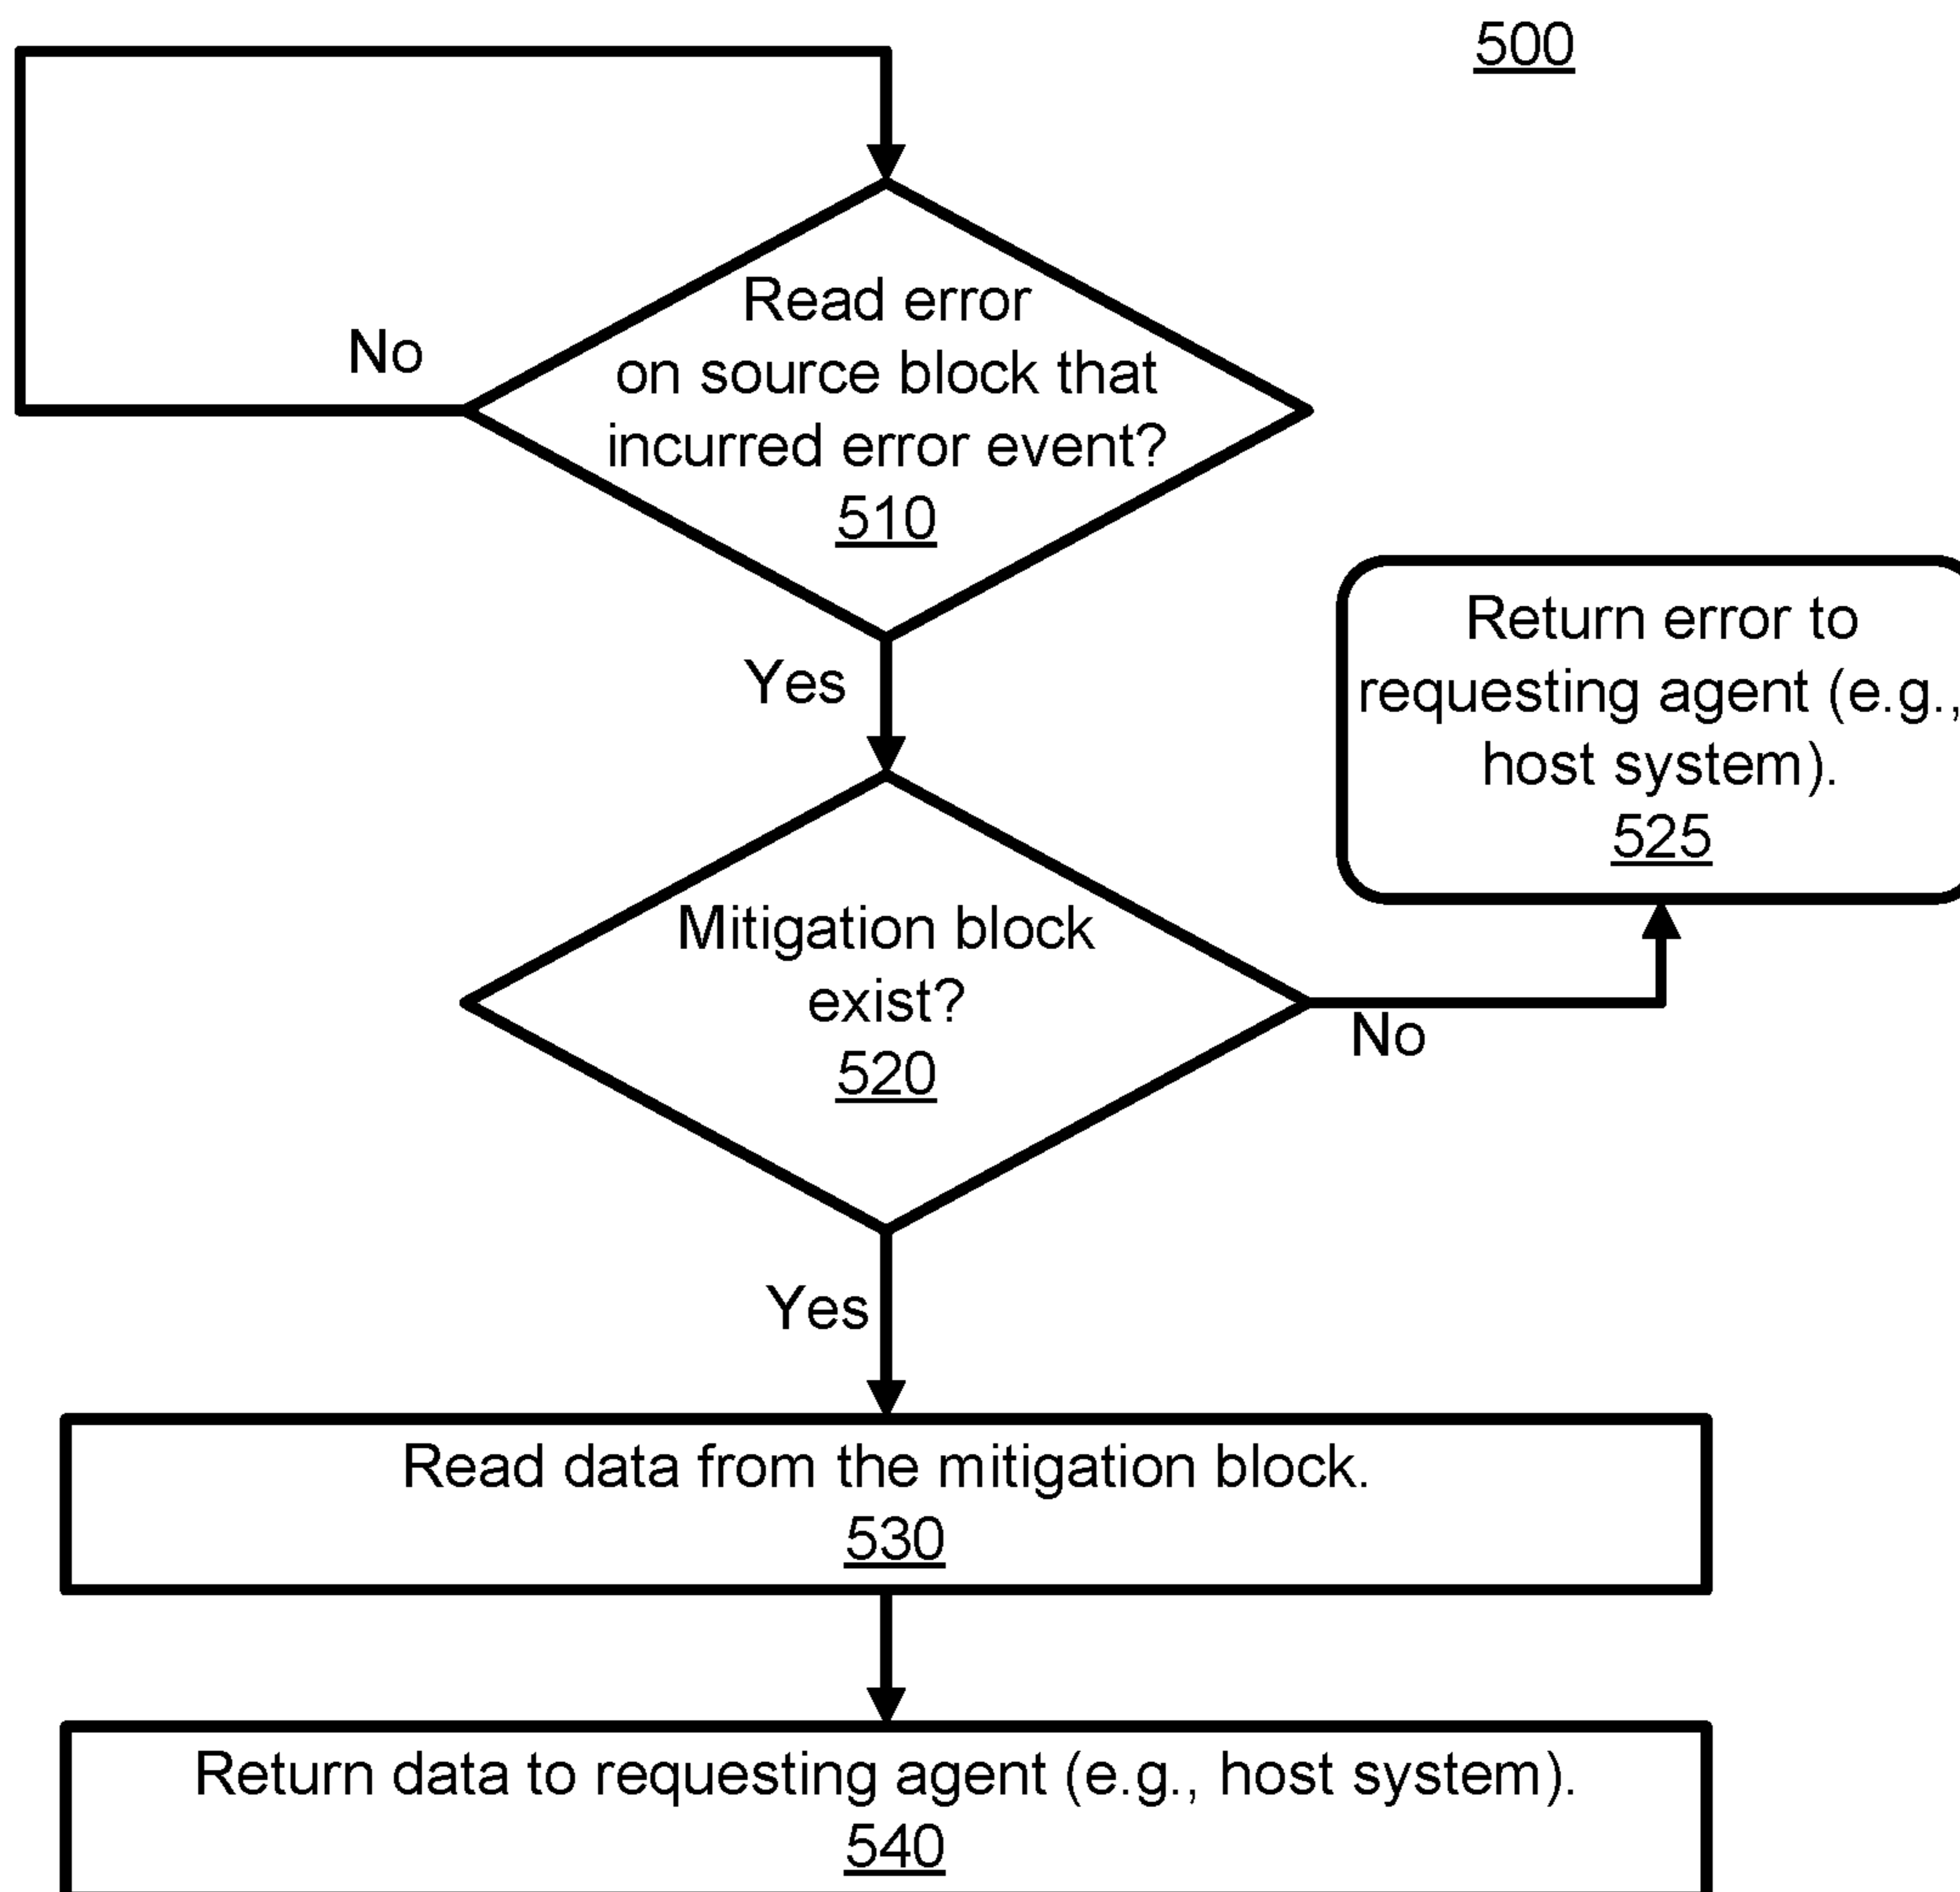 500
Read error
on source block that
incurred error event?
510
No
Yes
Return error to
requesting agent (e.g.,
host system).
525
Mitigation block
exist?
520
No
Yes
Read data from the mitigation block.
530
Return data to requesting agent (e.g., host system).
540